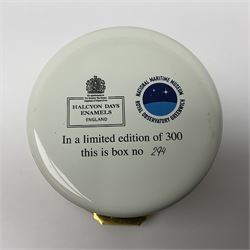 HALCYON DAYS
ENAMELS
ENGLAND
NATIONAL MARITIME MUSEUM
ROYAL OBSERVATORY GREENWICH
In a limited edition of 300
this is box no 294